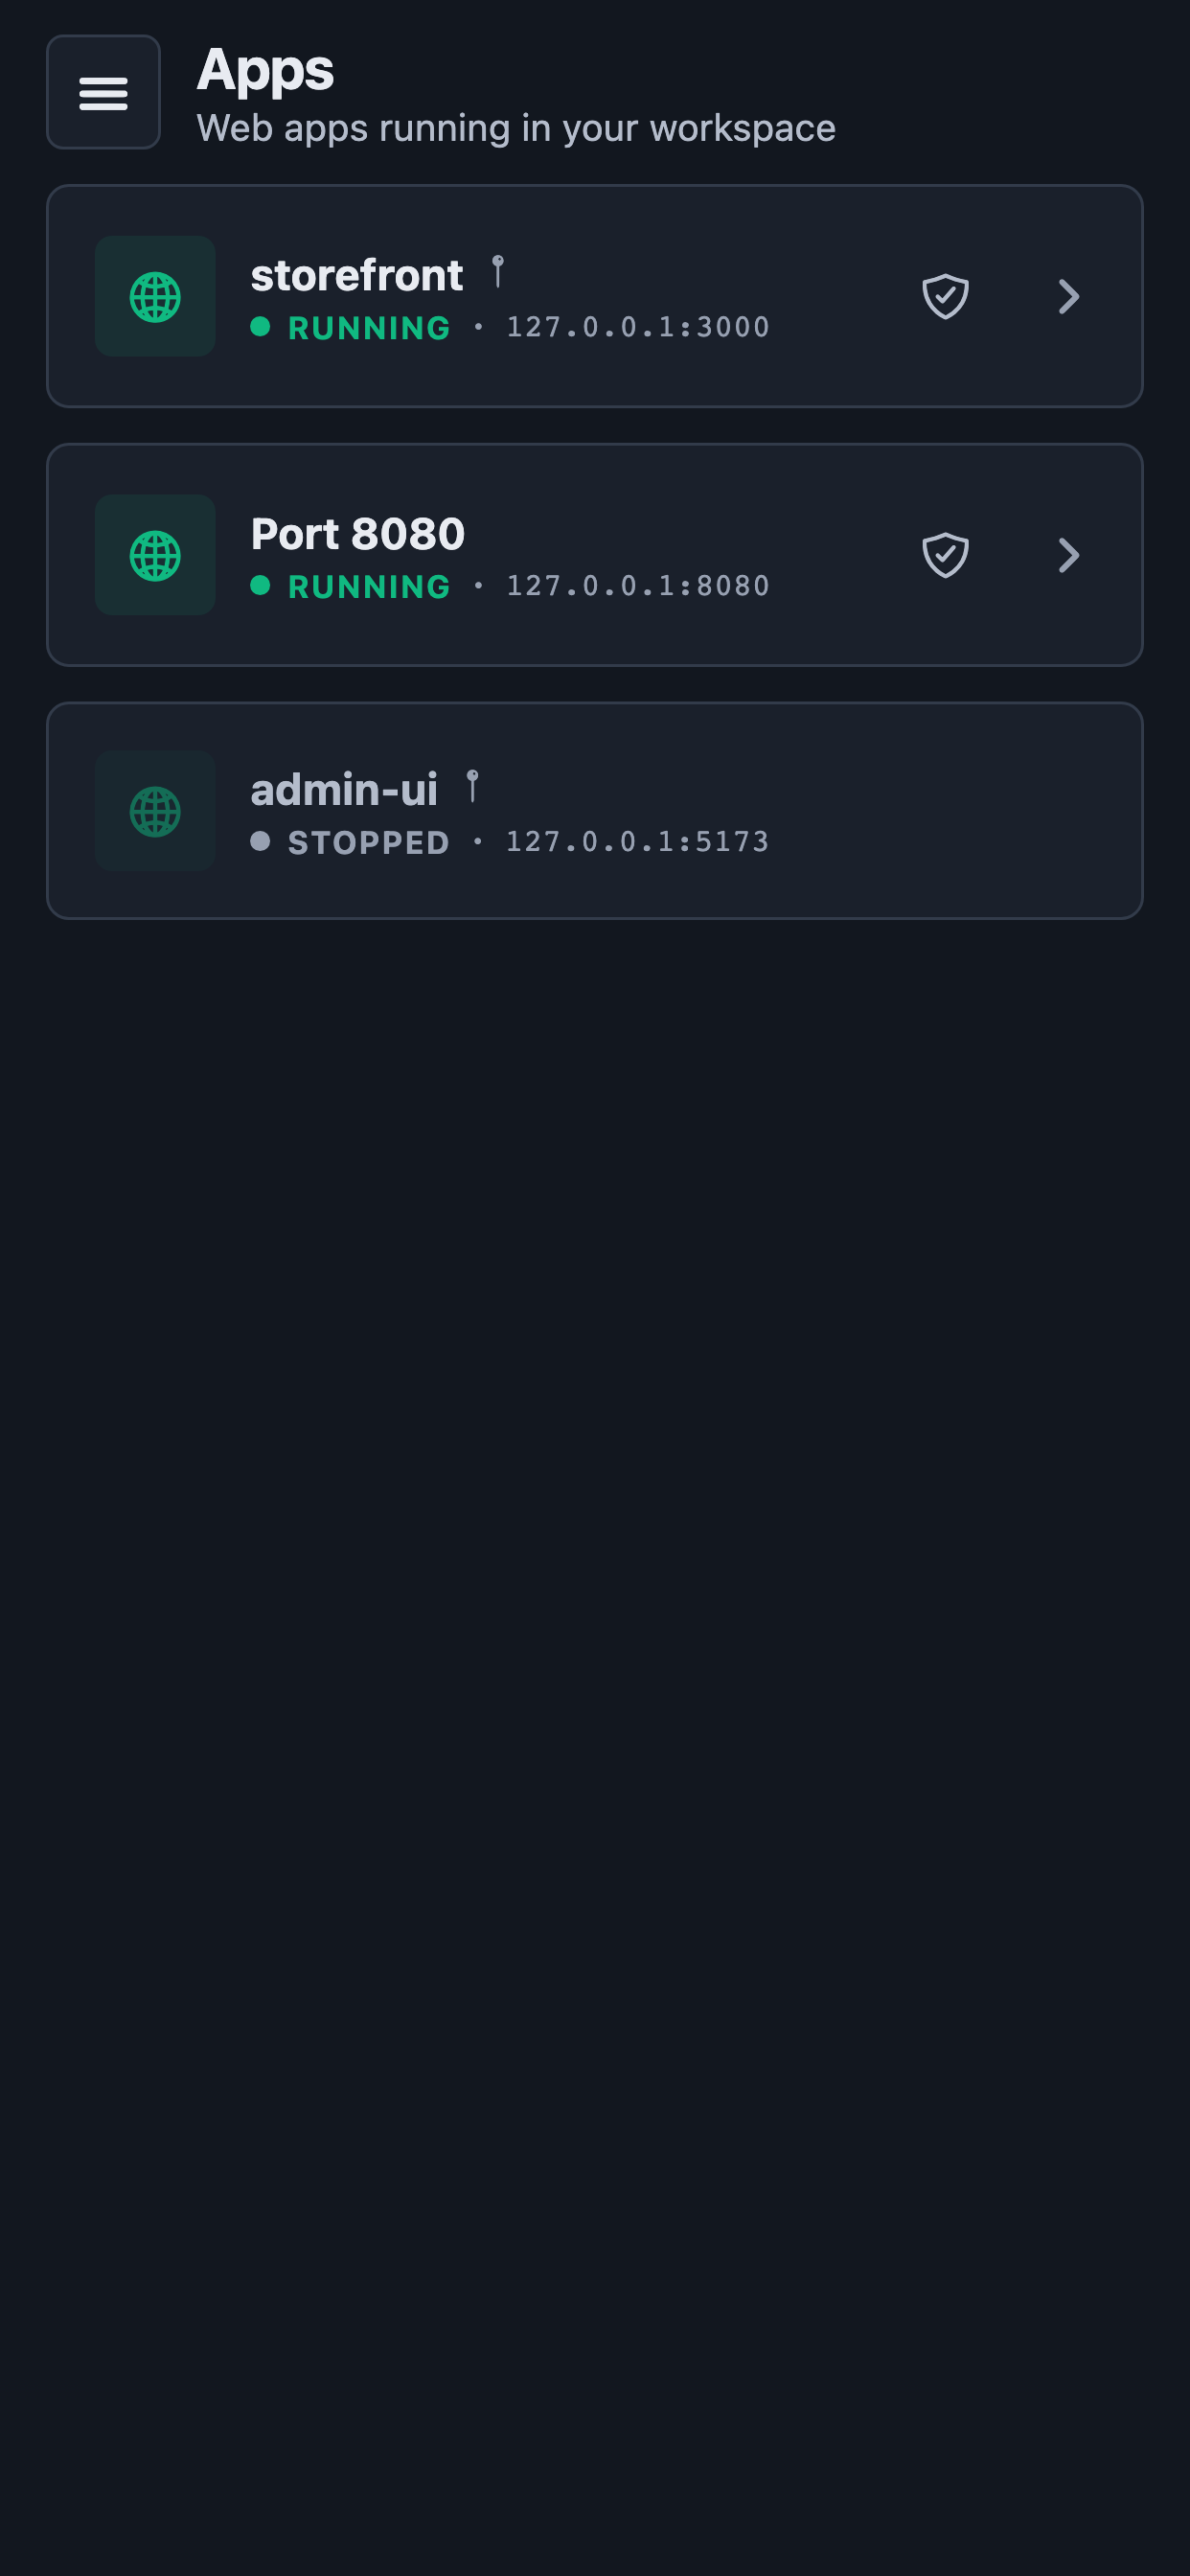 Apps
Web apps running in your workspace
storefront
RUNNING · 127.0.0.1:3000
Port 8080
RUNNING · 127.0.0.1:8080
admin-ui
STOPPED · 127.0.0.1:5173